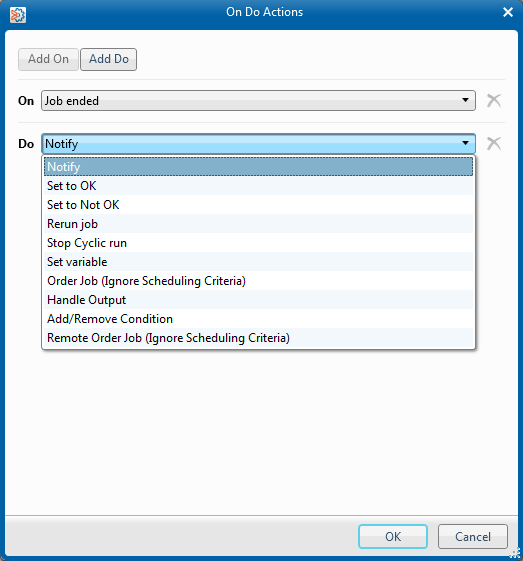 On Do Actions
Add On Add Do
On Job ended
Do Notify
Notify
Set to OK
Set to Not OK
Rerun job
Stop Cyclic run
Set variable
Order Job (Ignore Scheduling Criteria)
Handle Output
Add/Remove Condition
Remote Order Job (Ignore Scheduling Criteria)
OK Cancel